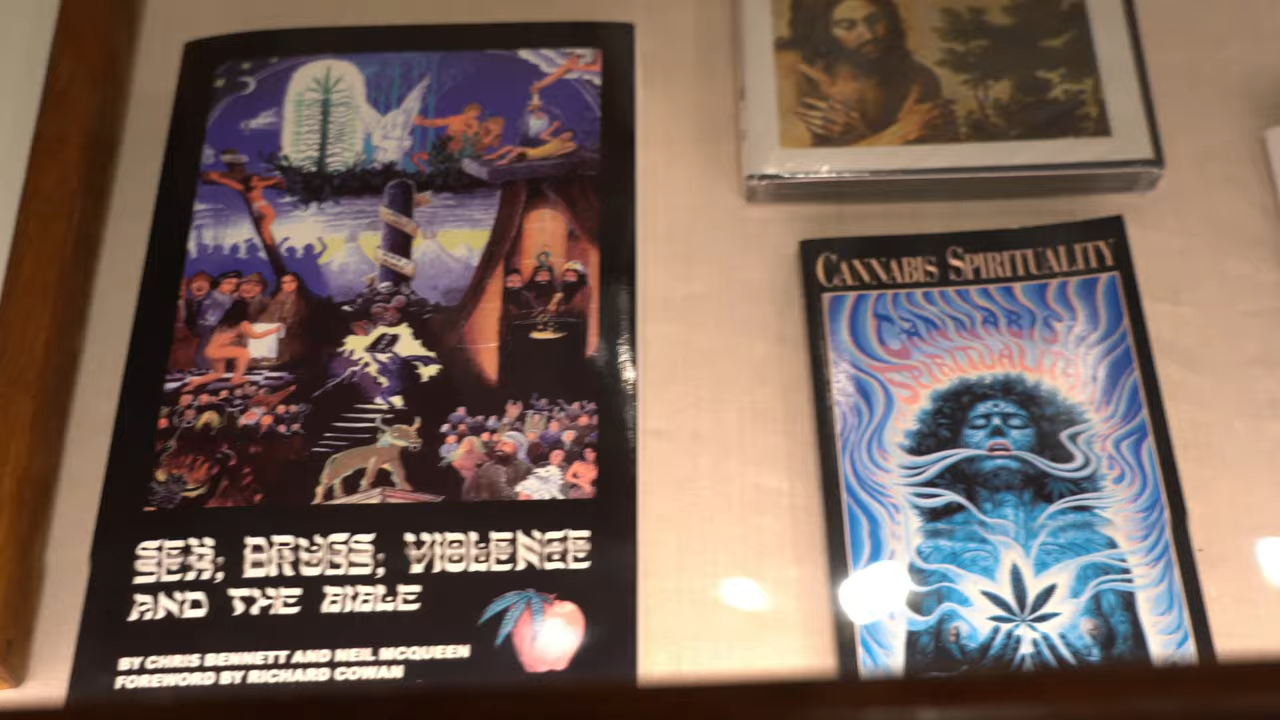 SEX, DRUGS, VIOLENCE
AND THE BIBLE
BY CHRIS BENNETT AND NEIL MCQUEEN
FOREWORD BY RICHARD COWAN
CANNABIS SPIRITUALITY
CANNABIS
SPIRITUALITY